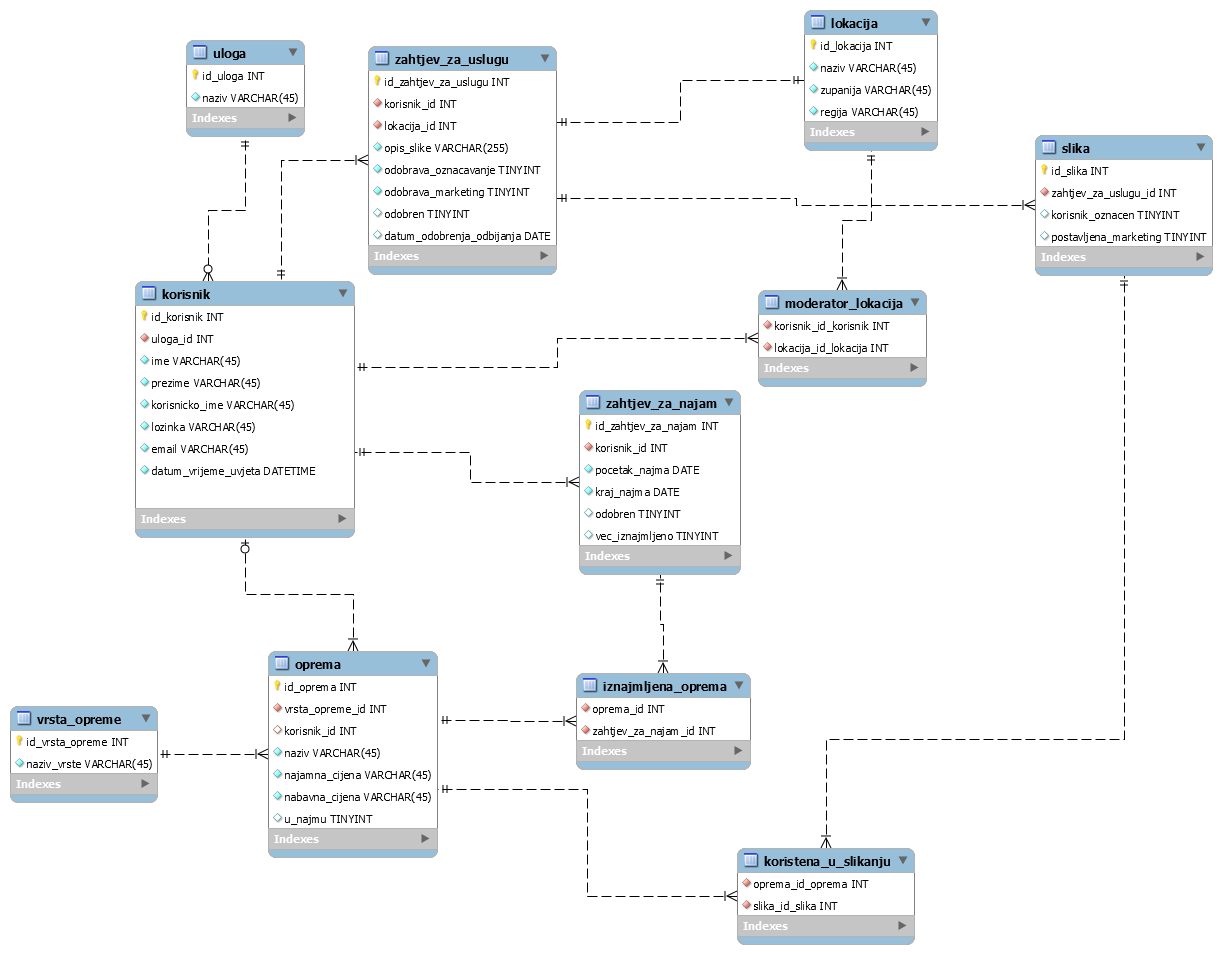 uloga
id_uloga INT
naziv VARCHAR(45)
Indexes
zahtjev_za_uslugu
id_zahtjev_za_uslugu INT
korisnik_id INT
lokacija_id INT
opis_slike VARCHAR(255)
odobrava_oznacavanje TINYINT
odobrava_marketing TINYINT
odobren TINYINT
datum_odobrenja_odbijanja DATE
Indexes
lokacija
id_lokacija INT
naziv VARCHAR(45)
zupanija VARCHAR(45)
regija VARCHAR(45)
Indexes
slika
id_slika INT
zahtjev_za_uslugu_id INT
korisnik_oznacen TINYINT
postavljena_marketing TINYINT
Indexes
korisnik
id_korisnik INT
uloga_id INT
ime VARCHAR(45)
prezime VARCHAR(45)
korisnicko_ime VARCHAR(45)
lozinka VARCHAR(45)
email VARCHAR(45)
datum_vrijeme_uvjeta DATETIME
Indexes
moderator_lokacija
korisnik_id_korisnik INT
lokacija_id_lokacija INT
Indexes
zahtjev_za_najam
id_zahtjev_za_najam INT
korisnik_id INT
pocetak_najma DATE
kraj_najma DATE
odobren TINYINT
vec_iznajmljeno TINYINT
Indexes
oprema
id_oprema INT
vrsta_opreme_id INT
korisnik_id INT
naziv VARCHAR(45)
najamna_cijena VARCHAR(45)
nabavna_cijena VARCHAR(45)
u_najmu TINYINT
Indexes
iznajmljena_oprema
oprema_id INT
zahtjev_za_najam_id INT
Indexes
vrsta_opreme
id_vrsta_opreme INT
naziv_vrste VARCHAR(45)
Indexes
koristena_u_slikanju
oprema_id_oprema INT
slika_id_slika INT
Indexes